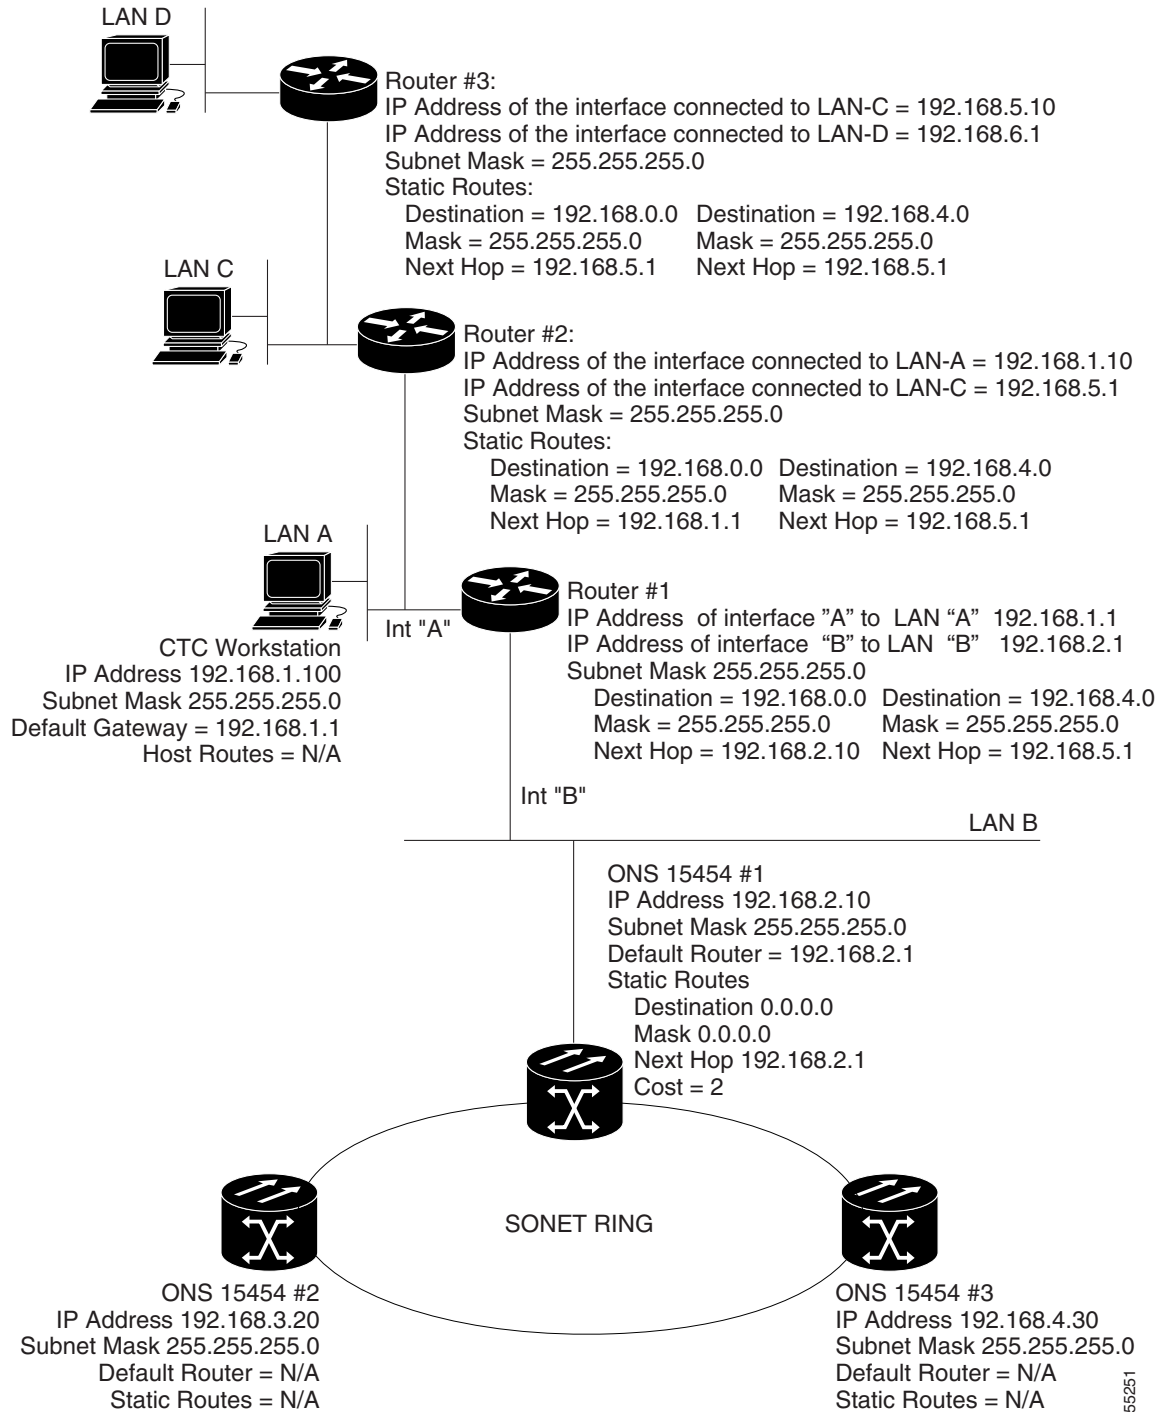 LAN D
Router #3:
IP Address of the interface connected to LAN-C = 192.168.5.10
IP Address of the interface connected to LAN-D = 192.168.6.1
Subnet Mask = 255.255.255.0
Static Routes:
Destination = 192.168.0.0 Destination = 192.168.4.0
Mask = 255.255.255.0 Mask = 255.255.255.0
Next Hop = 192.168.5.1 Next Hop = 192.168.5.1
LAN C
Router #2:
IP Address of the interface connected to LAN-A = 192.168.1.10
IP Address of the interface connected to LAN-C = 192.168.5.1
Subnet Mask = 255.255.255.0
Static Routes:
Destination = 192.168.0.0 Destination = 192.168.4.0
Mask = 255.255.255.0 Mask = 255.255.255.0
Next Hop = 192.168.1.1 Next Hop = 192.168.5.1
LAN A
Int "A"
CTC Workstation
IP Address 192.168.1.100
Subnet Mask 255.255.255.0
Default Gateway = 192.168.1.1
Host Routes = N/A
Router #1
IP Address of interface ”A” to LAN “A” 192.168.1.1
IP Address of interface “B” to LAN “B” 192.168.2.1
Subnet Mask 255.255.255.0
Destination = 192.168.0.0 Destination = 192.168.4.0
Mask = 255.255.255.0 Mask = 255.255.255.0
Next Hop = 192.168.2.10 Next Hop = 192.168.5.1
Int "B"
LAN B
ONS 15454 #1
IP Address 192.168.2.10
Subnet Mask 255.255.255.0
Default Router = 192.168.2.1
Static Routes
Destination 0.0.0.0
Mask 0.0.0.0
Next Hop 192.168.2.1
Cost = 2
SONET RING
ONS 15454 #2
IP Address 192.168.3.20
Subnet Mask 255.255.255.0
Default Router = N/A
Static Routes = N/A
ONS 15454 #3
IP Address 192.168.4.30
Subnet Mask 255.255.255.0
Default Router = N/A
Static Routes = N/A
55251